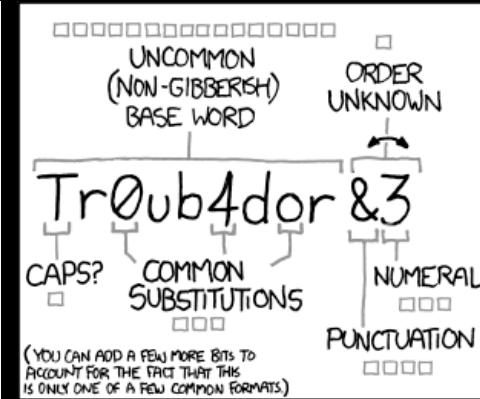 UNCOMMON
(NON-GIBBERISH)
BASE WORD
ORDER
UNKNOWN
Tr0ub4dor &3
CAPS?
COMMON
SUBSTITUTIONS
NUMERAL
PUNCTUATION
(YOU CAN ADD A FEW MORE BITS TO
ACCOUNT FOR THE FACT THAT THIS
IS ONLY ONE OF A FEW COMMON FORMATS.)